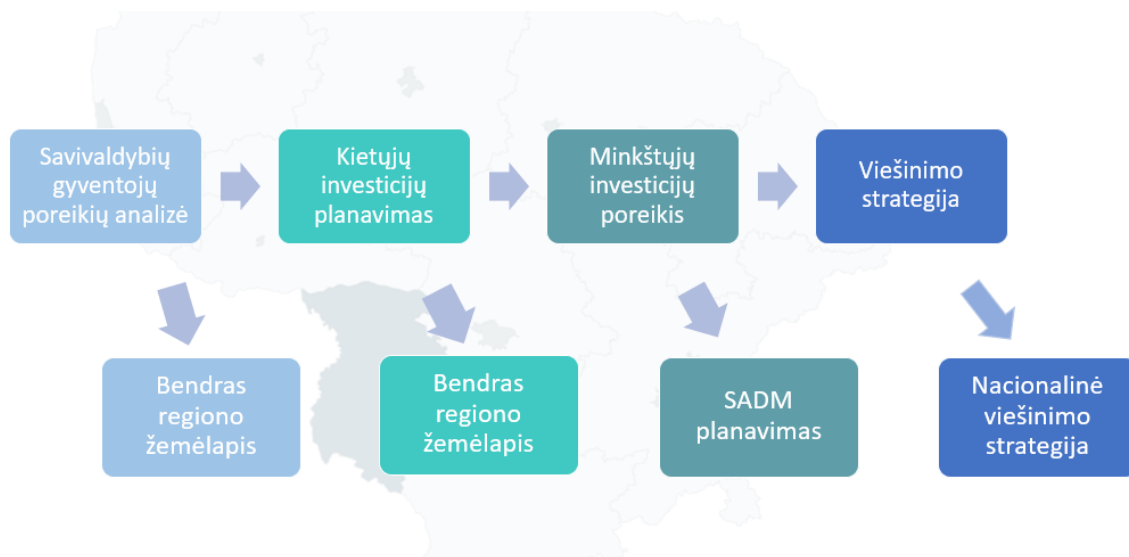 Savivaldybių
gyventojų
poreikių analizė
Kietųjų
investicijų
planavimas
Minkštųjų
investicijų
poreikis
Viešinimo
strategija
Bendras
regiono
žemėlapis
Bendras
regiono
žemėlapis
SADM
planavimas
Nacionalinė
viešinimo
strategija